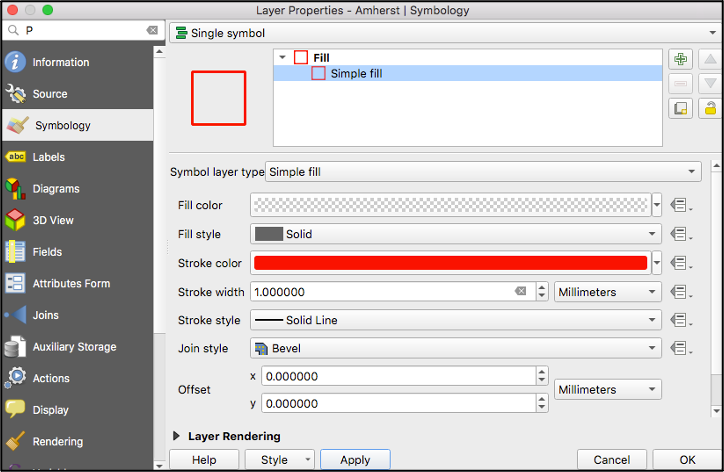 Layer Properties - Amherst | Symbology
P
Information
Source
Symbology
abc Labels
Diagrams
3D View
Fields
Attributes Form
Joins
Auxiliary Storage
Actions
Display
Rendering
Single symbol
Fill
Simple fill
Symbol layer type Simple fill
Fill color
Fill style Solid
Stroke color
Stroke width 1.000000 Millimeters
Stroke style Solid Line
Join style Bevel
Offset
x 0.000000
y 0.000000
Millimeters
Layer Rendering
Help Style Apply Cancel OK